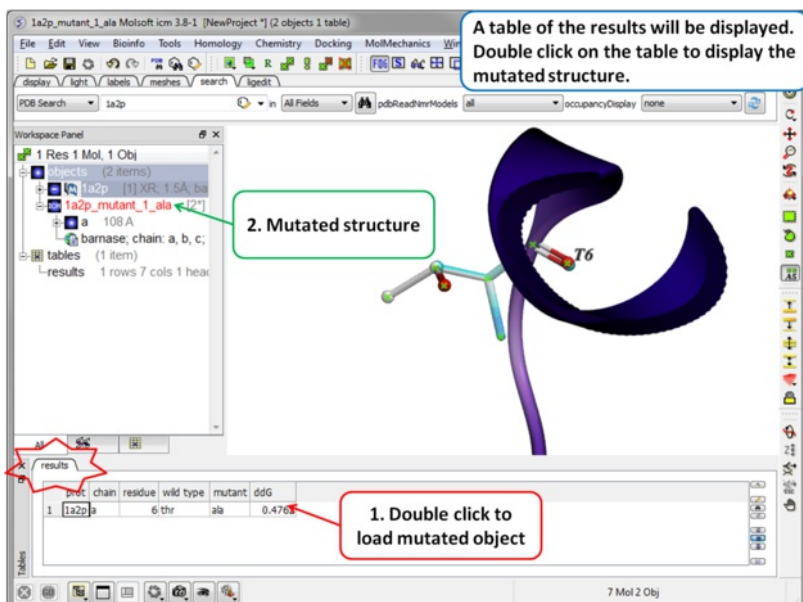 1a2p_mutant_1_ala Molsoft icm 3.8-1 [NewProject *] (2 objects 1 table)
A table of the results will be displayed.
Double click on the table to display the
mutated structure.
File Edit View Bioinfo Tools Homology Chemistry Docking MolMechanics
display light labels meshes search ligedit
PDB Search 1a2p in All Fields pdbReadNmrModels all occupancyDisplay none
Workspace Panel
1 Res 1 Mol, 1 Obj
objects (2 items)
1a2p [1] XR; 1.5Å; ba
1a2p_mutant_1_ala [2*]
a 108 A
barnase; chain: a, b, c;
tables (1 item)
results 1 rows 7 cols 1 head
2. Mutated structure
T6
results
prot chain residue wild type mutant ddG
1 1a2p a 6 thr ala 0.476
1. Double click to
load mutated object
Tables
7 Mol 2 Obj